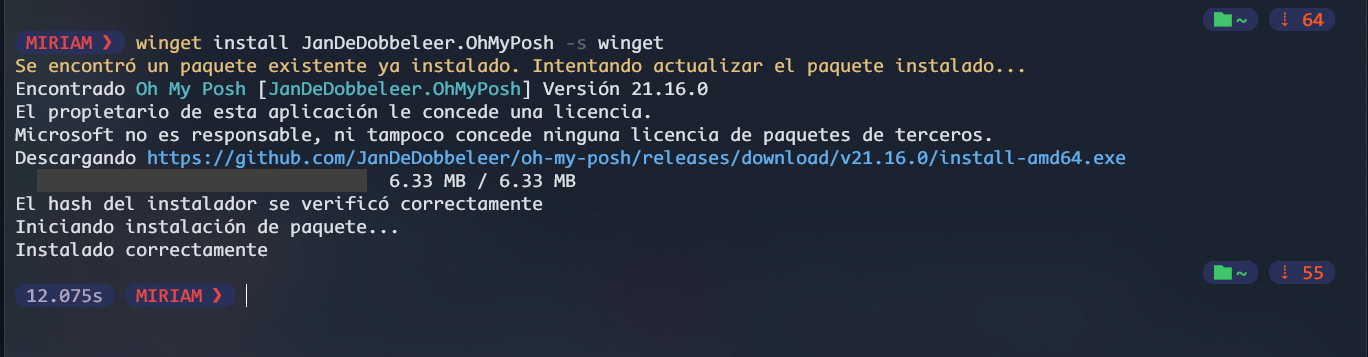 ~ ⇣ 64
MIRIAM ❯ winget install JanDeDobbeleer.OhMyPosh -s winget
Se encontró un paquete existente ya instalado. Intentando actualizar el paquete instalado...
Encontrado Oh My Posh [JanDeDobbeleer.OhMyPosh] Versión 21.16.0
El propietario de esta aplicación le concede una licencia.
Microsoft no es responsable, ni tampoco concede ninguna licencia de paquetes de terceros.
Descargando https://github.com/JanDeDobbeleer/oh-my-posh/releases/download/v21.16.0/install-amd64.exe
6.33 MB / 6.33 MB
El hash del instalador se verificó correctamente
Iniciando instalación de paquete...
Instalado correctamente
~ ⇣ 55
12.075s MIRIAM ❯